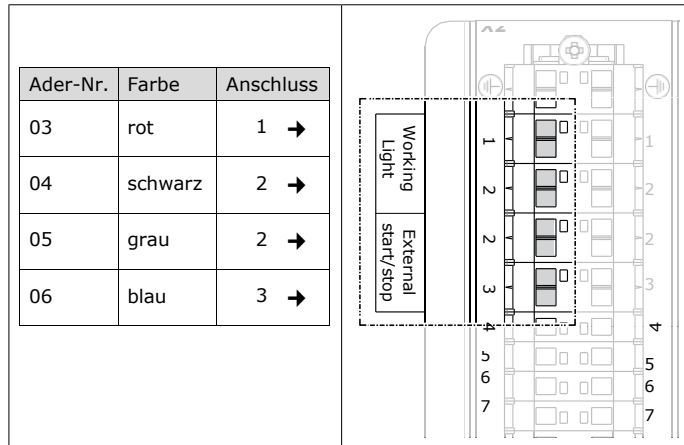 Ader-Nr. Farbe Anschluss
03 rot 1 →
04 schwarz 2 →
05 grau 2 →
06 blau 3 →
Working
Light
External
start/stop
1 1
2 2
2 2
3 3
4 4
5 5
6 6
7 7